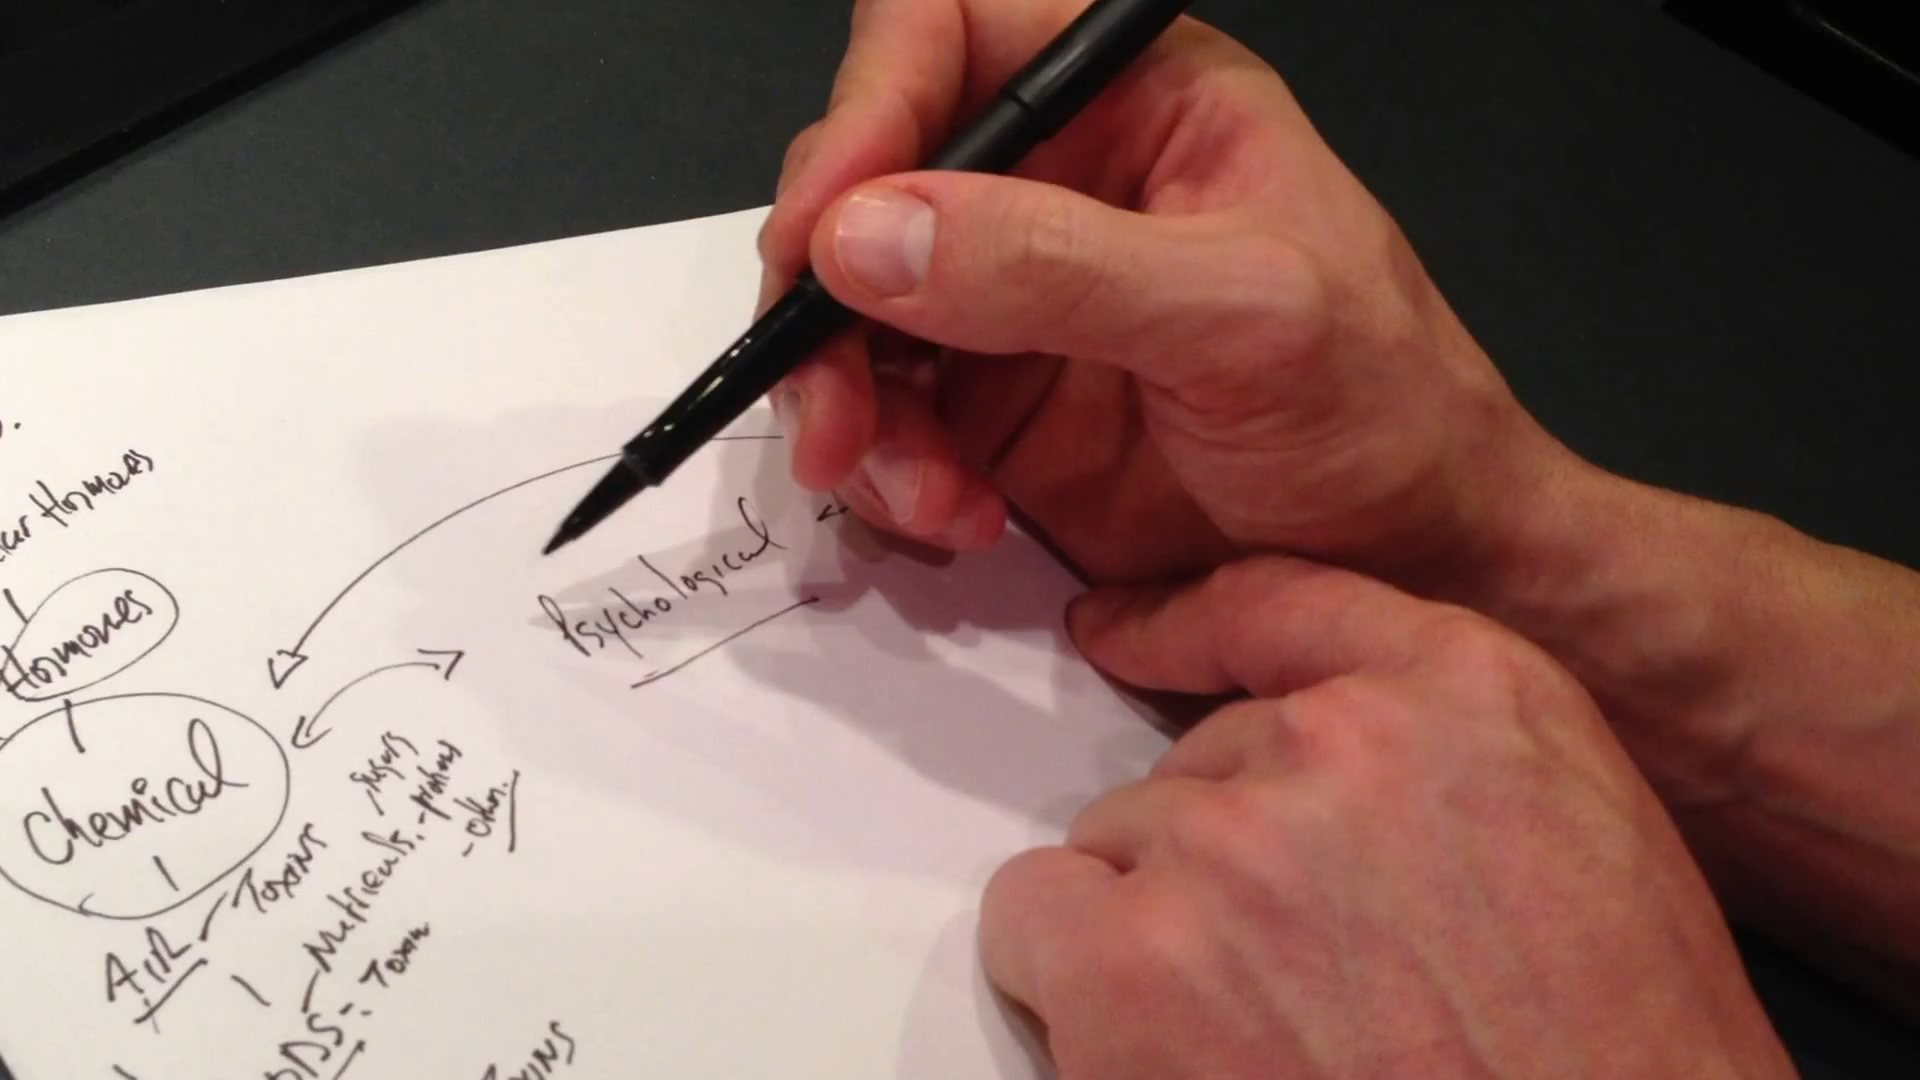 Hormones
Hormones
Psychological
Chemical
- sugars
- Nutrients.
- proteins
- other.
Toxins
AIR
Toxin